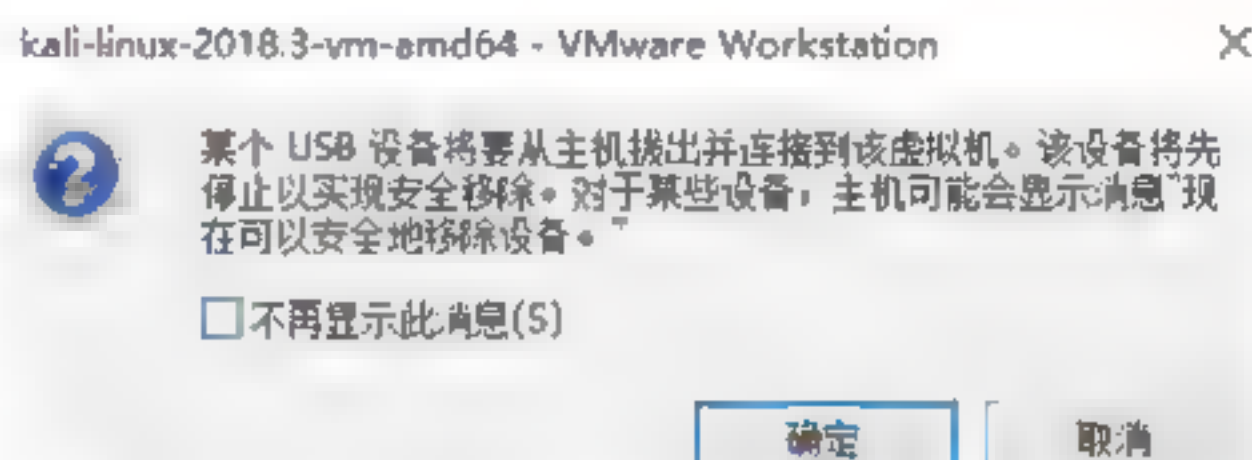 kali-linux-2018.3-vm-amd64 - VMware Workstation
某个 USB 设备将要从主机拔出并连接到该虚拟机。该设备将先
停止以实现安全移除。对于某些设备，主机可能会显示消息“现
在可以安全地移除设备。”
不再显示此消息(S)
确定
取消